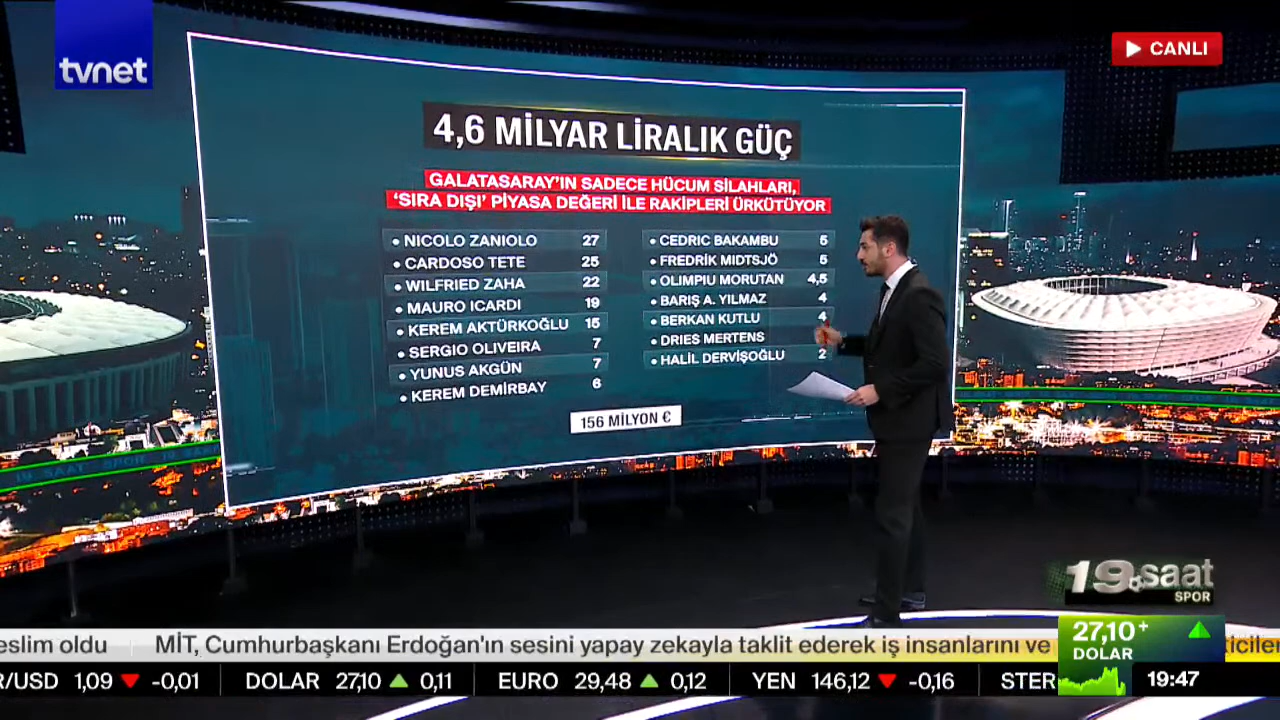 tvnet
CANLI
4,6 MİLYAR LİRALIK GÜÇ
GALATASARAY'IN SADECE HÜCUM SİLAHLARI,
'SIRA DIŞI' PİYASA DEĞERİ İLE RAKİPLERİ ÜRKÜTÜYOR
• NICOLO ZANIOLO 27
• CARDOSO TETE 25
• WILFRIED ZAHA 22
• MAURO ICARDI 19
• KEREM AKTÜRKOĞLU 15
• SERGIO OLIVEIRA 7
• YUNUS AKGÜN 7
• KEREM DEMİRBAY 6
• CEDRIC BAKAMBU 5
• FREDRİK MIDTSJÖ 5
• OLIMPIU MORUTAN 4,5
• BARIŞ A. YILMAZ 4
• BERKAN KUTLU 4
• DRIES MERTENS
• HALİL DERVİŞOĞLU 2
156 MİLYON €
19 SAAT SPOR
19.saat
SPOR
eslim oldu MİT, Cumhurbaşkanı Erdoğan'ın sesini yapay zekayla taklit ederek iş insanlarını ve
27,10+
DOLAR
R/USD 1,09 -0,01 DOLAR 27,10 0,11 EURO 29,48 0,12 YEN 146,12 -0,16 STER
19:47